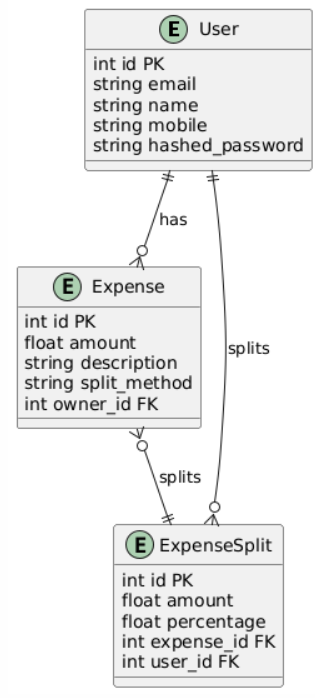 E User
int id PK
string email
string name
string mobile
string hashed_password
has
E Expense
int id PK
float amount
string description
string split_method
int owner_id FK
splits
splits
E ExpenseSplit
int id PK
float amount
float percentage
int expense_id FK
int user_id FK